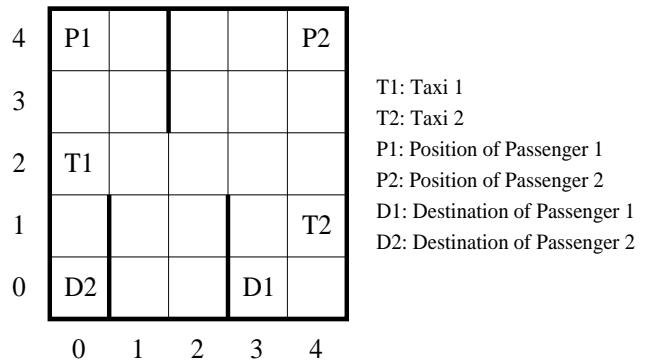 4 P1 P2
3
T1: Taxi 1
T2: Taxi 2
2 T1
P1: Position of Passenger 1
P2: Position of Passenger 2
1 T2
D1: Destination of Passenger 1
D2: Destination of Passenger 2
0 D2 D1
0 1 2 3 4